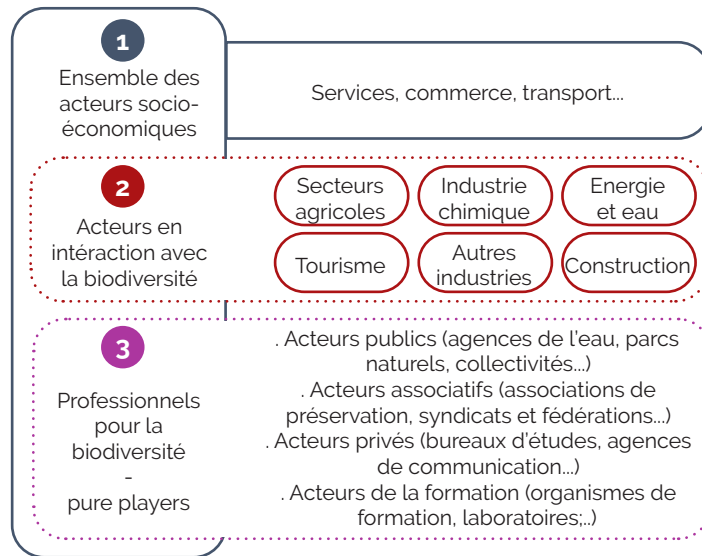 1
Ensemble des
acteurs socio-
économiques
Services, commerce, transport...
2
Acteurs en
intéraction avec
la biodiversité
Secteurs
agricoles
Industrie
chimique
Energie
et eau
Tourisme
Autres
industries
Construction
3
Professionnels
pour la
biodiversité
-
pure players
. Acteurs publics (agences de l'eau, parcs
naturels, collectivités...)
. Acteurs associatifs (associations de
préservation, syndicats et fédérations...)
. Acteurs privés (bureaux d'études, agences
de communication...)
. Acteurs de la formation (organismes de
formation, laboratoires;..)